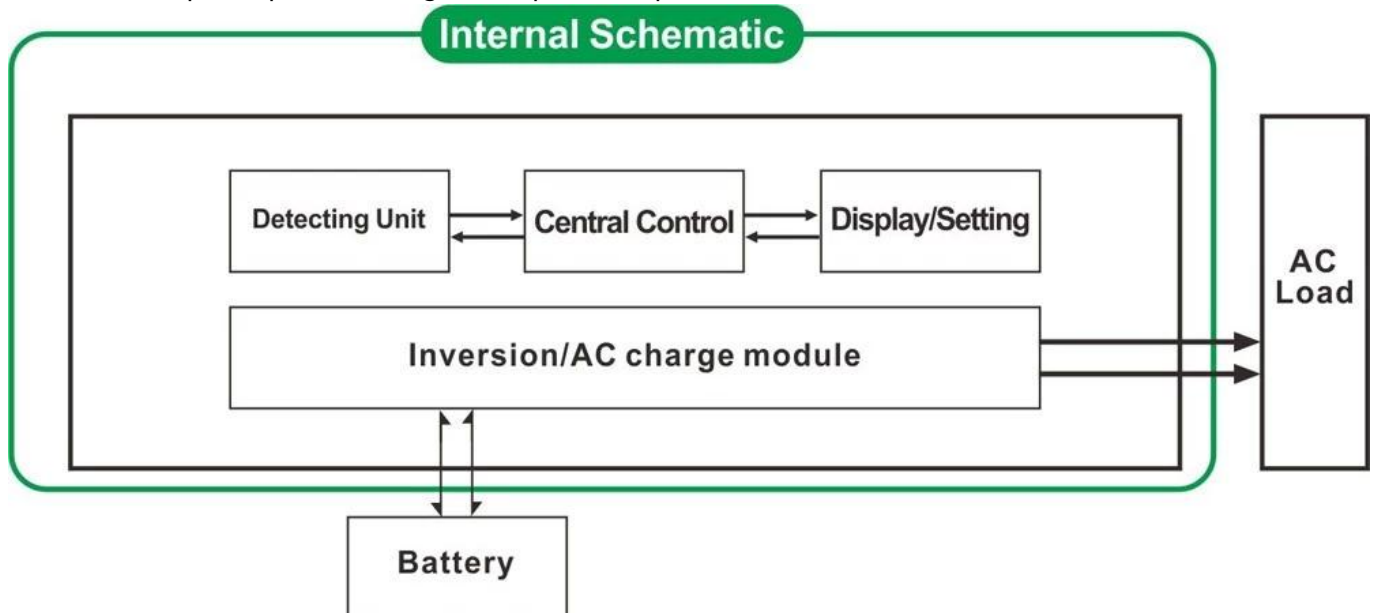 Internal Schematic
Detecting Unit
Central Control
Display/Setting
AC
Load
Inversion/AC charge module
Battery